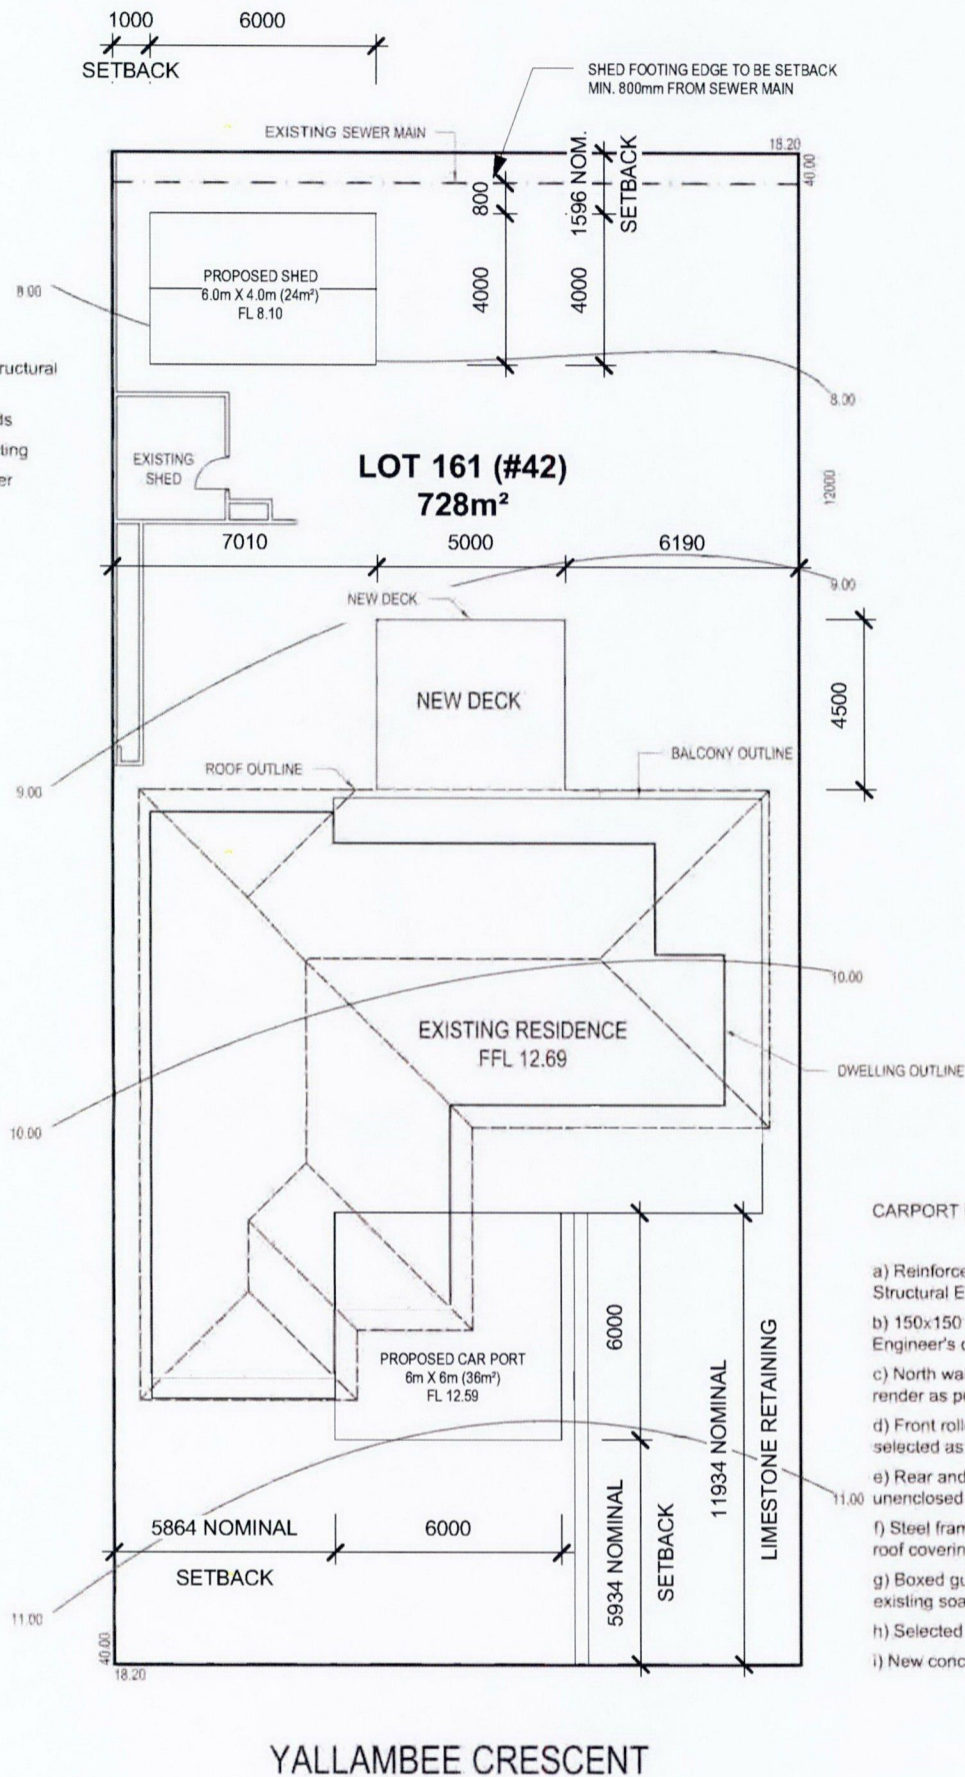 1000 6000
SETBACK
SHED FOOTING EDGE TO BE SETBACK
MIN. 800mm FROM SEWER MAIN
EXISTING SEWER MAIN
18.20
40.00
800
1596 NOM.
SETBACK
PROPOSED SHED
6.0m X 4.0m (24m²)
FL 8.10
4000
4000
8.00
8.00
EXISTING
SHED
LOT 161 (#42)
728m²
12000
7010 5000 6190
9.00
NEW DECK
NEW DECK
4500
BALCONY OUTLINE
ROOF OUTLINE
9.00
10.00
EXISTING RESIDENCE
FFL 12.69
DWELLING OUTLINE
10.00
PROPOSED CAR PORT
6m X 6m (36m²)
FL 12.59
6000
11934 NOMINAL
LIMESTONE RETAINING
5864 NOMINAL 6000
SETBACK
5934 NOMINAL
SETBACK
11.00
11.00
40.00
18.20
CARPORT
a) Reinforce
Structural E
b) 150x150
Engineer's
c) North wa
render as
d) Front roll
selected as
e) Rear and
unenclosed
f) Steel fran
roof coverin
g) Boxed gu
existing soa
h) Selected
i) New conc
YALLAMBEE CRESCENT